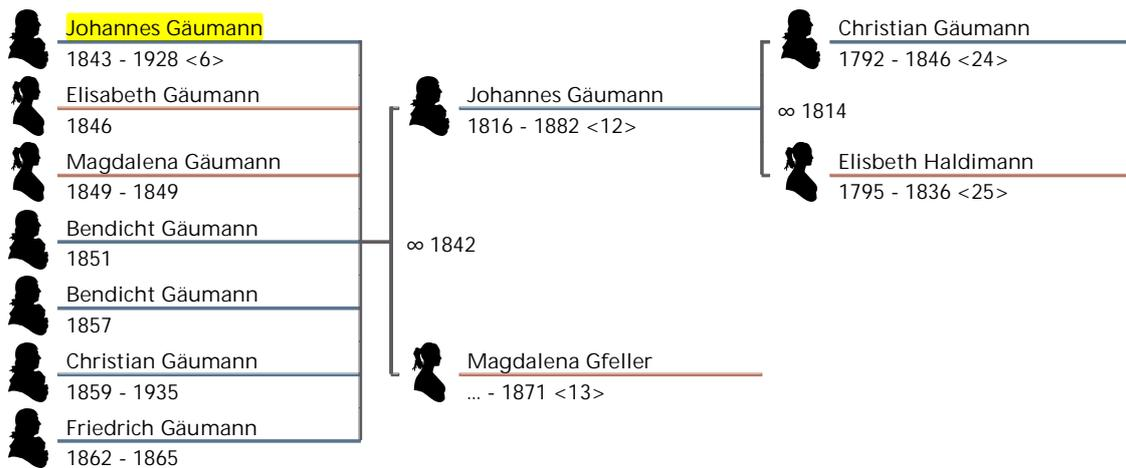 Johannes Gäumann
1843 - 1928 <6>
Elisabeth Gäumann
1846
Magdalena Gäumann
1849 - 1849
Bendicht Gäumann
1851
Bendicht Gäumann
1857
Christian Gäumann
1859 - 1935
Friedrich Gäumann
1862 - 1865
Johannes Gäumann
1816 - 1882 <12>
∞ 1842
Magdalena Gfeller
... - 1871 <13>
Christian Gäumann
1792 - 1846 <24>
∞ 1814
Elisbeth Haldimann
1795 - 1836 <25>